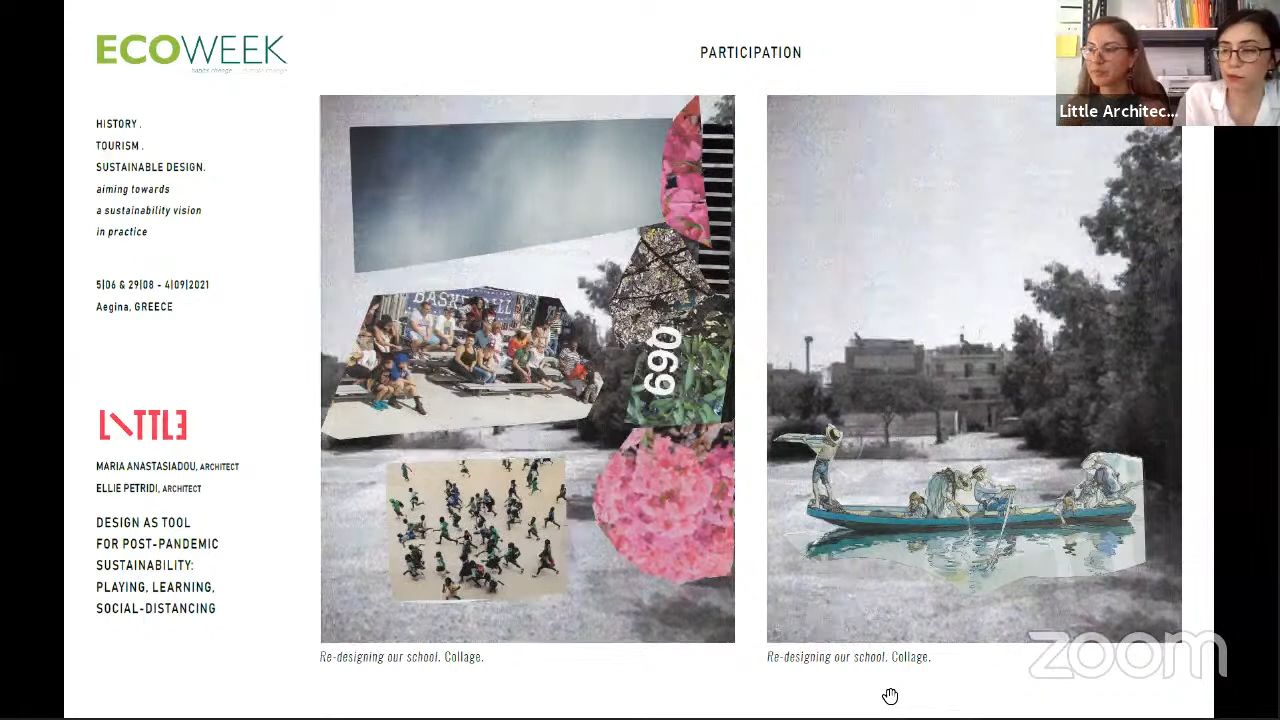 ECOWEEK
PARTICIPATION
Little Architec...
HISTORY .
TOURISM .
SUSTAINABLE DESIGN.
aiming towards
a sustainability vision
in practice
5|06 & 29|08 - 4|09|2021
Aegina, GREECE
LITTLE
MARIA ANASTASIADOU, ARCHITECT
ELLIE PETRIDI, ARCHITECT
DESIGN AS TOOL
FOR POST-PANDEMIC
SUSTAINABILITY:
PLAYING, LEARNING,
SOCIAL-DISTANCING
690
Re-designing our school. Collage.
Re-designing our school. Collage.
zoom